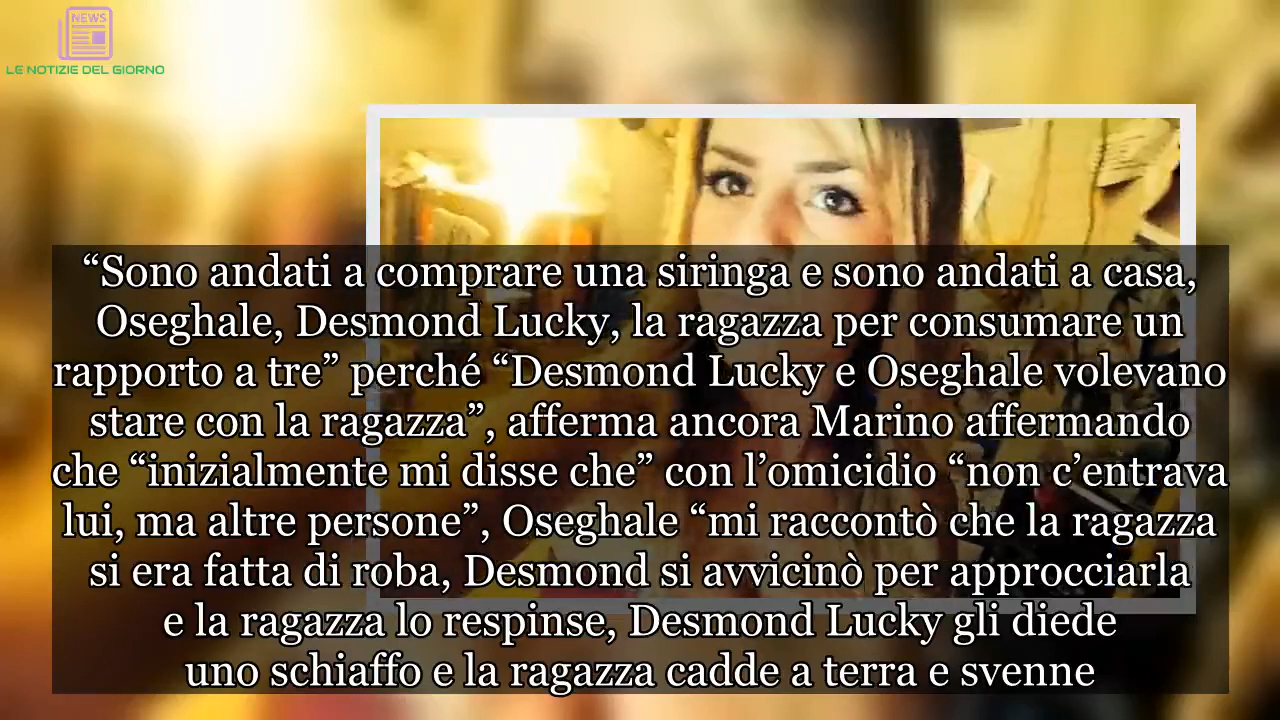 NEWS
LE NOTIZIE DEL GIORNO
“Sono andati a comprare una siringa e sono andati a casa,
Oseghale, Desmond Lucky, la ragazza per consumare un
rapporto a tre” perché “Desmond Lucky e Oseghale volevano
stare con la ragazza”, afferma ancora Marino affermando
che “inizialmente mi disse che” con l’omicidio “non c’entrava
lui, ma altre persone”, Oseghale “mi raccontò che la ragazza
si era fatta di roba, Desmond si avvicinò per approcciarla
e la ragazza lo respinse, Desmond Lucky gli diede
uno schiaffo e la ragazza cadde a terra e svenne